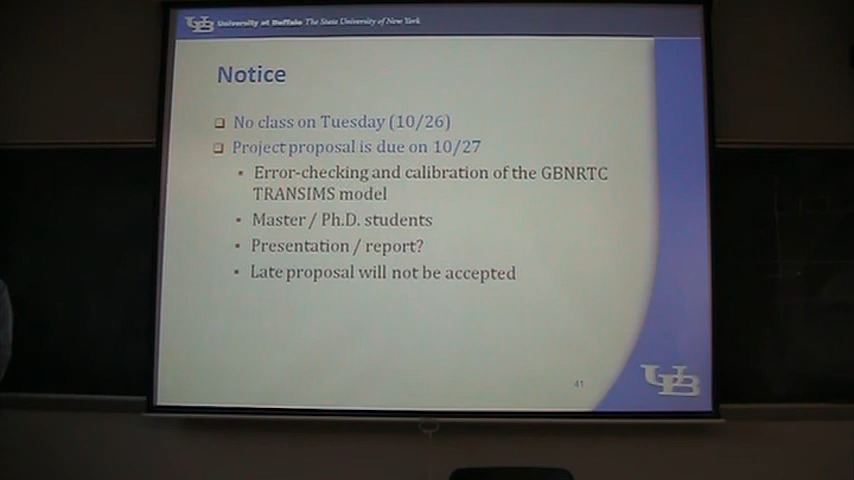 UB University at Buffalo The State University of New York
Notice
No class on Tuesday (10/26)
Project proposal is due on 10/27
Error-checking and calibration of the GBNRTC
TRANSIMS model
Master / Ph.D. students
Presentation / report?
Late proposal will not be accepted
41
UB